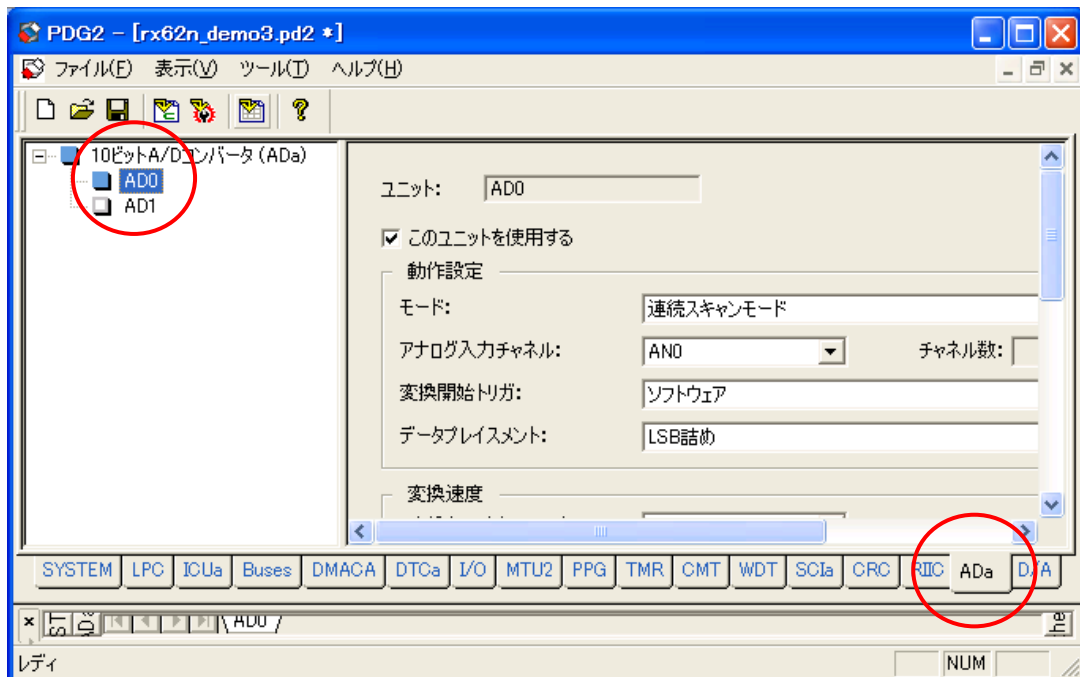 PDG2 - [rx62n_demo3.pd2 *]
ファイル(F) 表示(V) ツール(T) ヘルプ(H)
10ビットA/Dコンバータ (ADa)
AD0
AD1
ユニット: AD0
このユニットを使用する
動作設定
モード: 連続スキャンモード
アナログ入力チャネル: AN0 チャネル数:
変換開始トリガ: ソフトウェア
データプレイスメント: LSB詰め
変換速度
SYSTEM LPC ICUa Buses DMACA DTCa I/O MTU2 PPG TMR CMT WDT SCIa CRC RIIC ADa D/A
AD0
レディ NUM